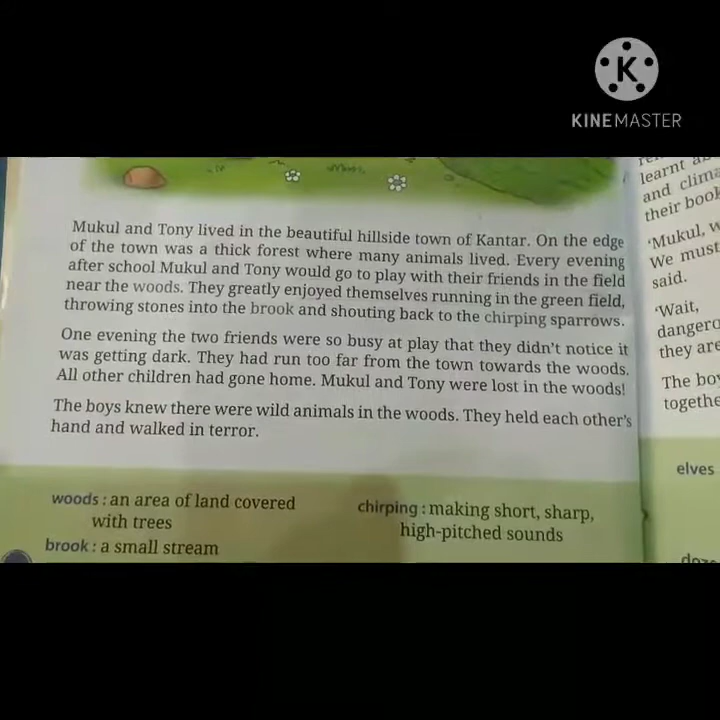 KINEMASTER
Mukul and Tony lived in the beautiful hillside town of Kantar. On the edge
of the town was a thick forest where many animals lived. Every evening
after school Mukul and Tony would go to play with their friends in the field
near the woods. They greatly enjoyed themselves running in the green field,
throwing stones into the brook and shouting back to the chirping sparrows.
One evening the two friends were so busy at play that they didn't notice it
was getting dark. They had run too far from the town towards the woods.
All other children had gone home. Mukul and Tony were lost in the woods!
The boys knew there were wild animals in the woods. They held each other's
hand and walked in terror.
woods : an area of land covered
with trees
brook : a small stream
chirping : making short, sharp,
high-pitched sounds
learnt
and
their
'Mukul,
We must
said.
'Wait,
they are
The
elves